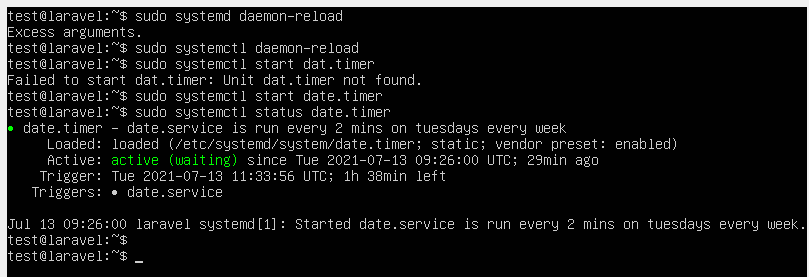 test@laravel:~$ sudo systemd daemon-reload
Excess arguments.
test@laravel:~$ sudo systemctl daemon-reload
test@laravel:~$ sudo systemctl start dat.timer
Failed to start dat.timer: Unit dat.timer not found.
test@laravel:~$ sudo systemctl start date.timer
test@laravel:~$ sudo systemctl status date.timer
● date.timer – date.service is run every 2 mins on tuesdays every week
Loaded: loaded (/etc/systemd/system/date.timer; static; vendor preset: enabled)
Active: active (waiting) since Tue 2021-07-13 09:26:00 UTC; 29min ago
Trigger: Tue 2021-07-13 11:33:56 UTC; 1h 38min left
Triggers: ● date.service
Jul 13 09:26:00 laravel systemd[1]: Started date.service is run every 2 mins on tuesdays every week.
test@laravel:~$
test@laravel:~$ _